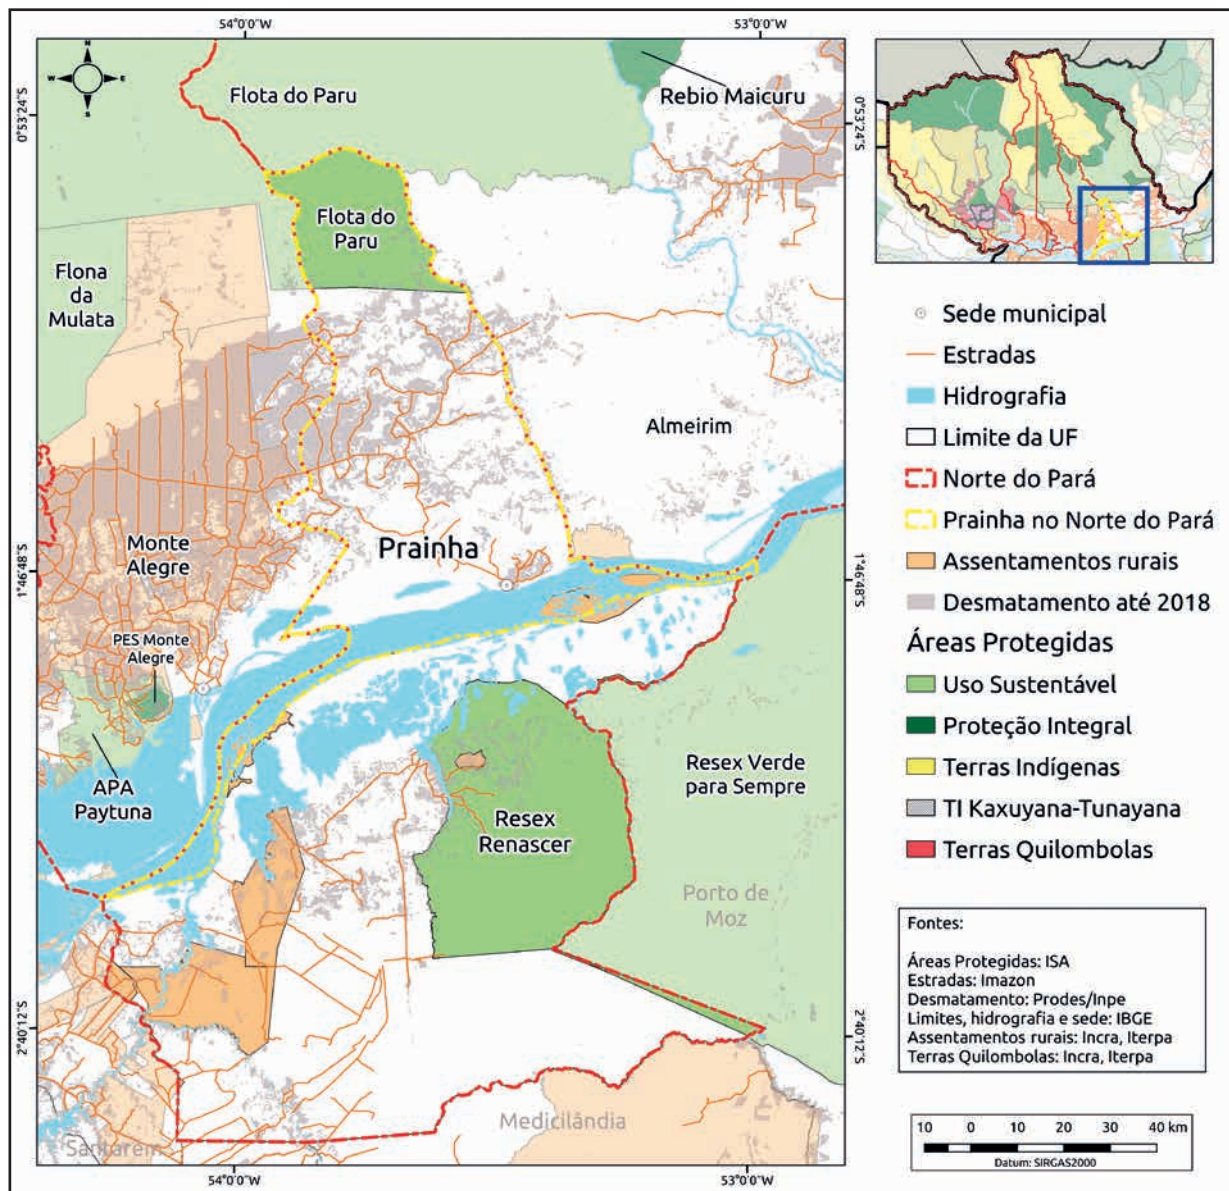 54°0'0"W
53°0'0"W
N
W
E
S
0°53'24"S
0°53'24"S
Flota do Paru
Rebio Maicuru
Flota do
Paru
Flona
da
Mulata
Almeirim
Monte
Alegre
Prainha
1°46'48"S
1°46'48"S
PES Monte
Alegre
APA
Paytuna
Resex Verde
para Sempre
Resex
Renascer
Porto de
Moz
2°40'12"S
2°40'12"S
Medicilândia
Santarém
54°0'0"W
53°0'0"W
Sede municipal
Estradas
Hidrografia
Limite da UF
Norte do Pará
Prainha no Norte do Pará
Assentamentos rurais
Desmatamento até 2018
Áreas Protegidas
Uso Sustentável
Proteção Integral
Terras Indígenas
TI Kaxuyana-Tunayana
Terras Quilombolas
Fontes:
Áreas Protegidas: ISA
Estradas: Imazon
Desmatamento: Prodes/Inpe
Limites, hidrografia e sede: IBGE
Assentamentos rurais: Incra, Iterpa
Terras Quilombolas: Incra, Iterpa
10 0 10 20 30 40 km
Datum: SIRGAS2000